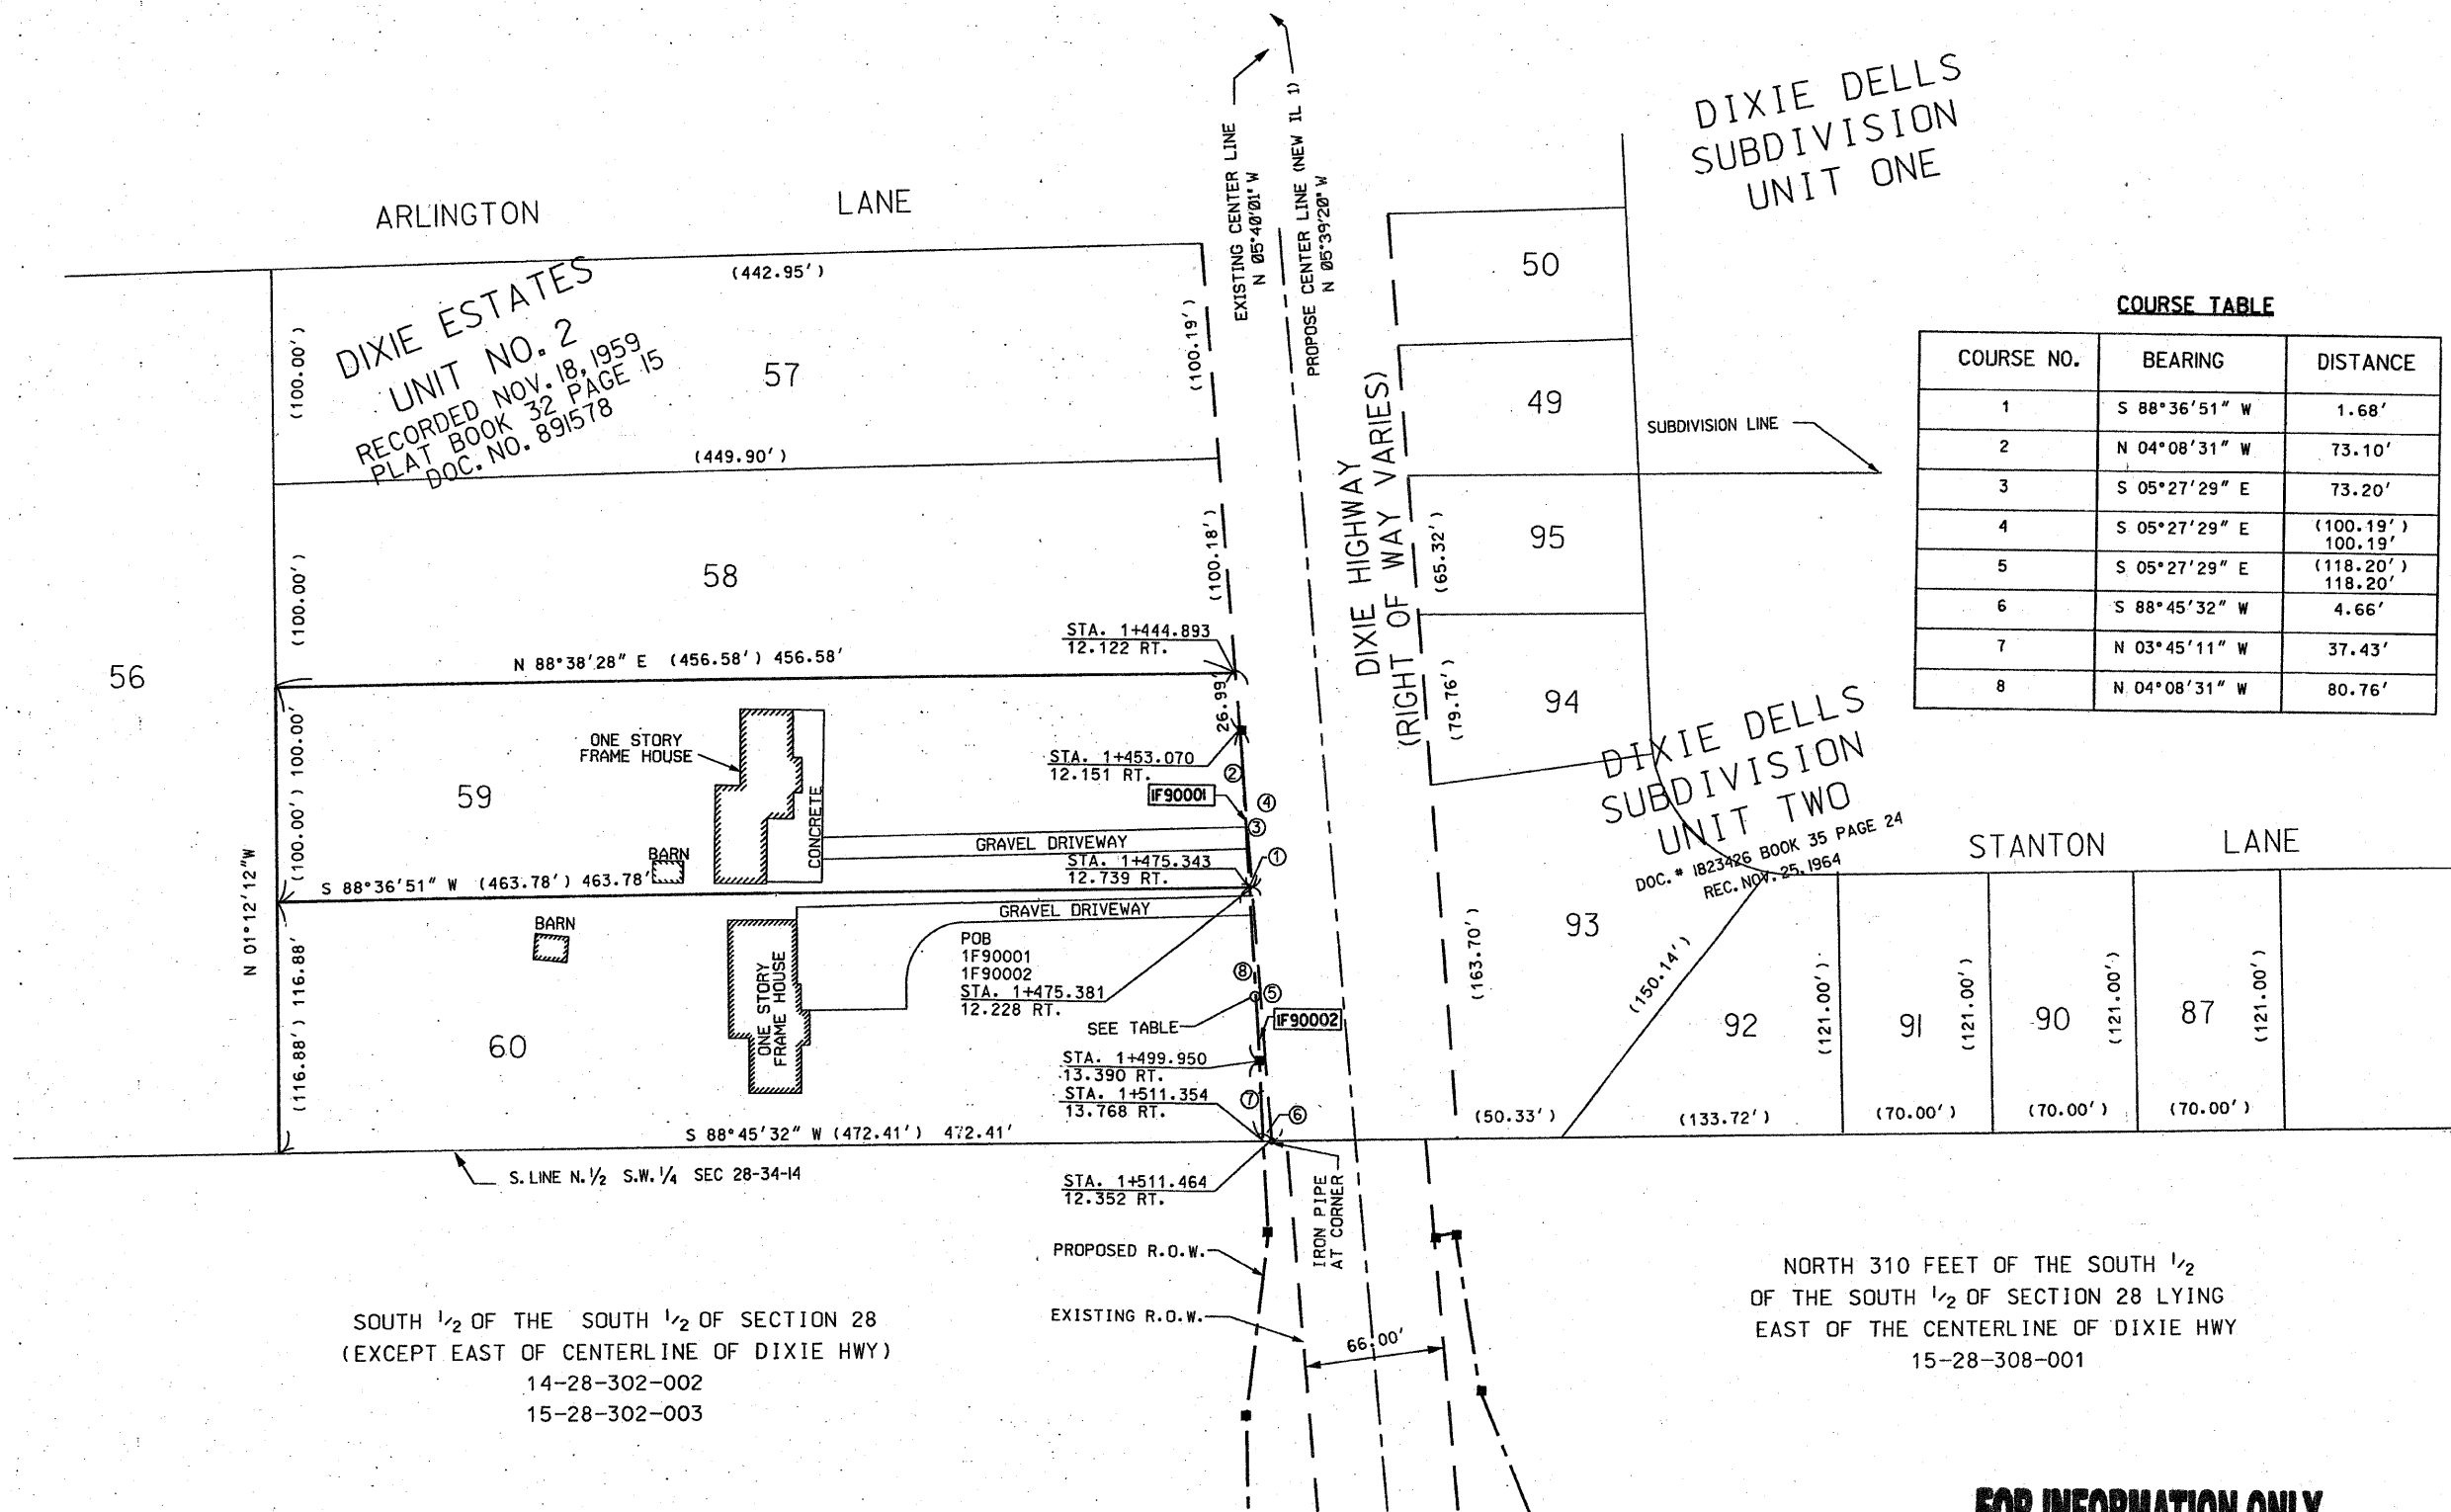 DIXIE DELLS
SUBDIVISION
UNIT ONE
ARLINGTON LANE
EXISTING CENTER LINE
N 05°40'01" W
PROPOSE CENTER LINE (NEW IL 1)
N 05°39'20" W
(442.95')
DIXIE ESTATES
UNIT NO. 2
RECORDED NOV. 18, 1959
PLAT BOOK 32 PAGE 15
DOC. NO. 891578
(100.00')
57
(100.19')
(449.90')
50
49
SUBDIVISION LINE
DIXIE HIGHWAY
(RIGHT OF WAY VARIES)
COURSE TABLE
COURSE NO. BEARING DISTANCE
1 S 88°36'51" W 1.68'
2 N 04°08'31" W 73.10'
3 S 05°27'29" E 73.20'
4 S 05°27'29" E (100.19')
100.19'
5 S 05°27'29" E (118.20')
118.20'
6 S 88°45'32" W 4.66'
7 N 03°45'11" W 37.43'
8 N 04°08'31" W 80.76'
(100.00')
58
(100.18')
95
(65.32')
STA. 1+444.893
12.122 RT.
N 88°38'28" E (456.58') 456.58'
56
94
(79.76')
26.99'
ONE STORY
FRAME HOUSE
STA. 1+453.070
12.151 RT.
2
1F90001
4
3
59
(100.00') 100.00'
CONCRETE
GRAVEL DRIVEWAY
BARN
STA. 1+475.343
12.739 RT.
1
S 88°36'51" W (463.78') 463.78'
DIXIE DELLS
SUBDIVISION
UNIT TWO
DOC. # 1823426 BOOK 35 PAGE 24
REC. NOV. 25, 1964
STANTON LANE
N 01°12'12"W
BARN
GRAVEL DRIVEWAY
POB
1F90001
1F90002
STA. 1+475.381
12.228 RT.
8
5
SEE TABLE
1F90002
60
(116.88') 116.88'
ONE STORY
FRAME HOUSE
STA. 1+499.950
13.390 RT.
STA. 1+511.354
13.768 RT.
7
6
S 88°45'32" W (472.41') 472.41'
93
(163.70')
(150.14')
92
(121.00')
91
(121.00')
90
(121.00')
87
(121.00')
(50.33')
(133.72')
(70.00')
(70.00')
(70.00')
S. LINE N. 1/2 S.W. 1/4 SEC 28-34-14
STA. 1+511.464
12.352 RT.
IRON PIPE
AT CORNER
PROPOSED R.O.W.
EXISTING R.O.W.
66.00'
SOUTH 1/2 OF THE SOUTH 1/2 OF SECTION 28
(EXCEPT EAST OF CENTERLINE OF DIXIE HWY)
14-28-302-002
15-28-302-003
NORTH 310 FEET OF THE SOUTH 1/2
OF THE SOUTH 1/2 OF SECTION 28 LYING
EAST OF THE CENTERLINE OF DIXIE HWY
15-28-308-001
FOR INFORMATION ONLY